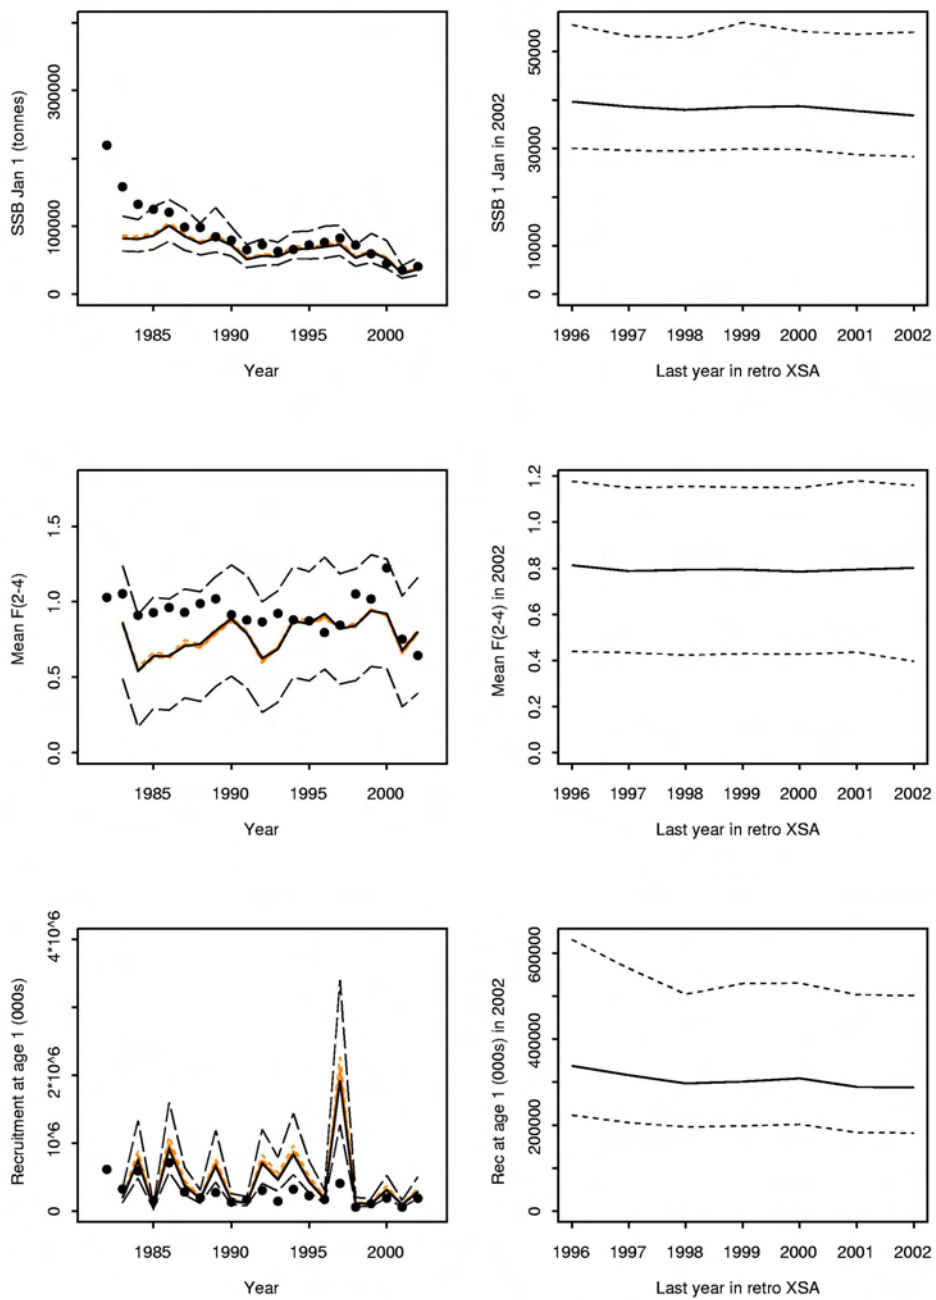 SSB Jan 1 (tonnes)
300000
100000
0
1985 1990 1995 2000
Year
SSB 1 Jan in 2002
50000
30000
10000
0
1996 1997 1998 1999 2000 2001 2002
Last year in retro XSA
Mean F(2-4)
1.5
1.0
0.5
0.0
1985 1990 1995 2000
Year
Mean F(2-4) in 2002
1.2
1.0
0.8
0.6
0.4
0.2
0.0
1996 1997 1998 1999 2000 2001 2002
Last year in retro XSA
Recruitment at age 1 (000s)
4*10^6
2*10^6
10^6
0
1985 1990 1995 2000
Year
Rec at age 1 (000s) in 2002
600000
400000
200000
0
1996 1997 1998 1999 2000 2001 2002
Last year in retro XSA